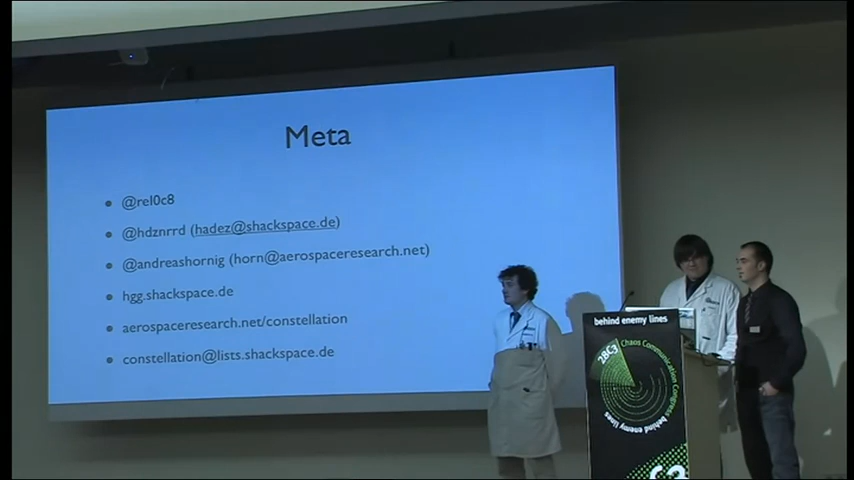 Meta
@rel0c8
@hdznrrd (hadez@shackspace.de)
@andreashornig (horn@aerospaceresearch.net)
hgg.shackspace.de
aerospaceresearch.net/constellation
constellation@lists.shackspace.de
behind enemy lines
28C3 Chaos Communication Congress behind enemy lines